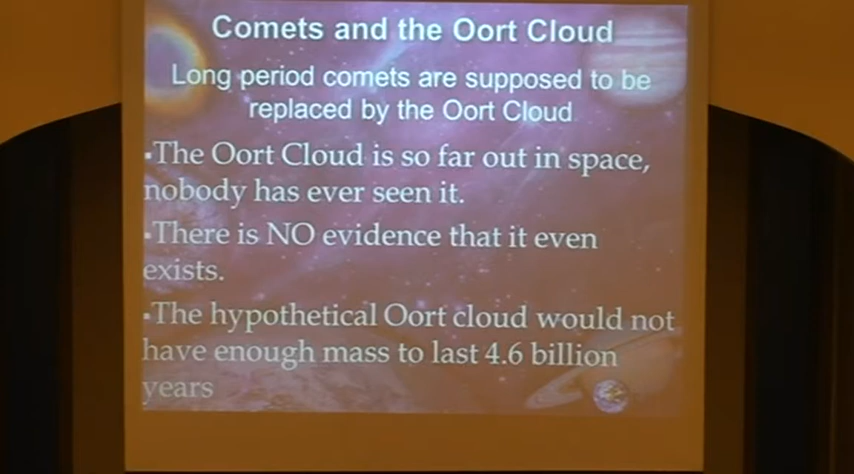 Comets and the Oort Cloud
Long period comets are supposed to be
replaced by the Oort Cloud
▪The Oort Cloud is so far out in space,
nobody has ever seen it.
▪There is NO evidence that it even
exists.
▪The hypothetical Oort cloud would not
have enough mass to last 4.6 billion
years